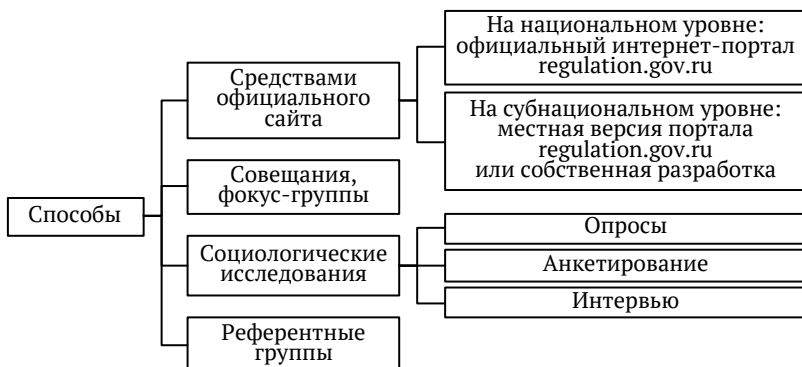 Способы
Средствами
официального
сайта
На национальном уровне:
официальный интернет-портал
regulation.gov.ru
На субнациональном уровне:
местная версия портала
regulation.gov.ru
или собственная разработка
Совещания,
фокус-группы
Социологические
исследования
Опросы
Анкетирование
Интервью
Референтные
группы